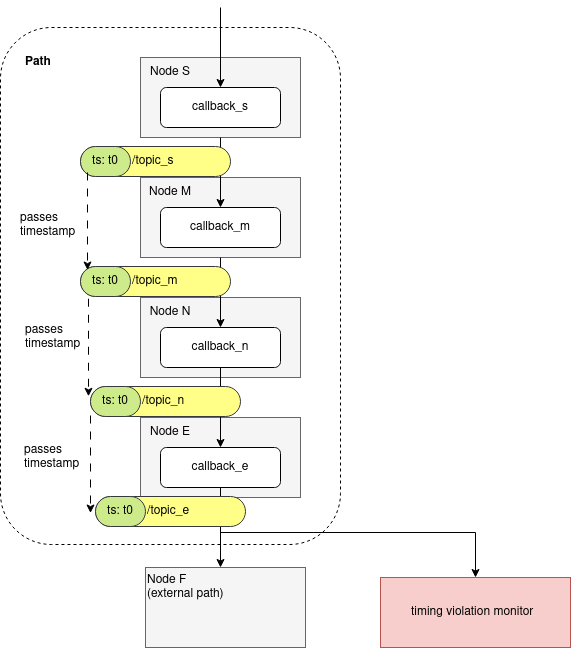 Path
Node S
callback_s
ts: t0 /topic_s
Node M
passes
timestamp
callback_m
ts: t0 /topic_m
Node N
passes
timestamp
callback_n
ts: t0 /topic_n
Node E
passes
timestamp
callback_e
ts: t0 /topic_e
Node F
(external path)
timing violation monitor